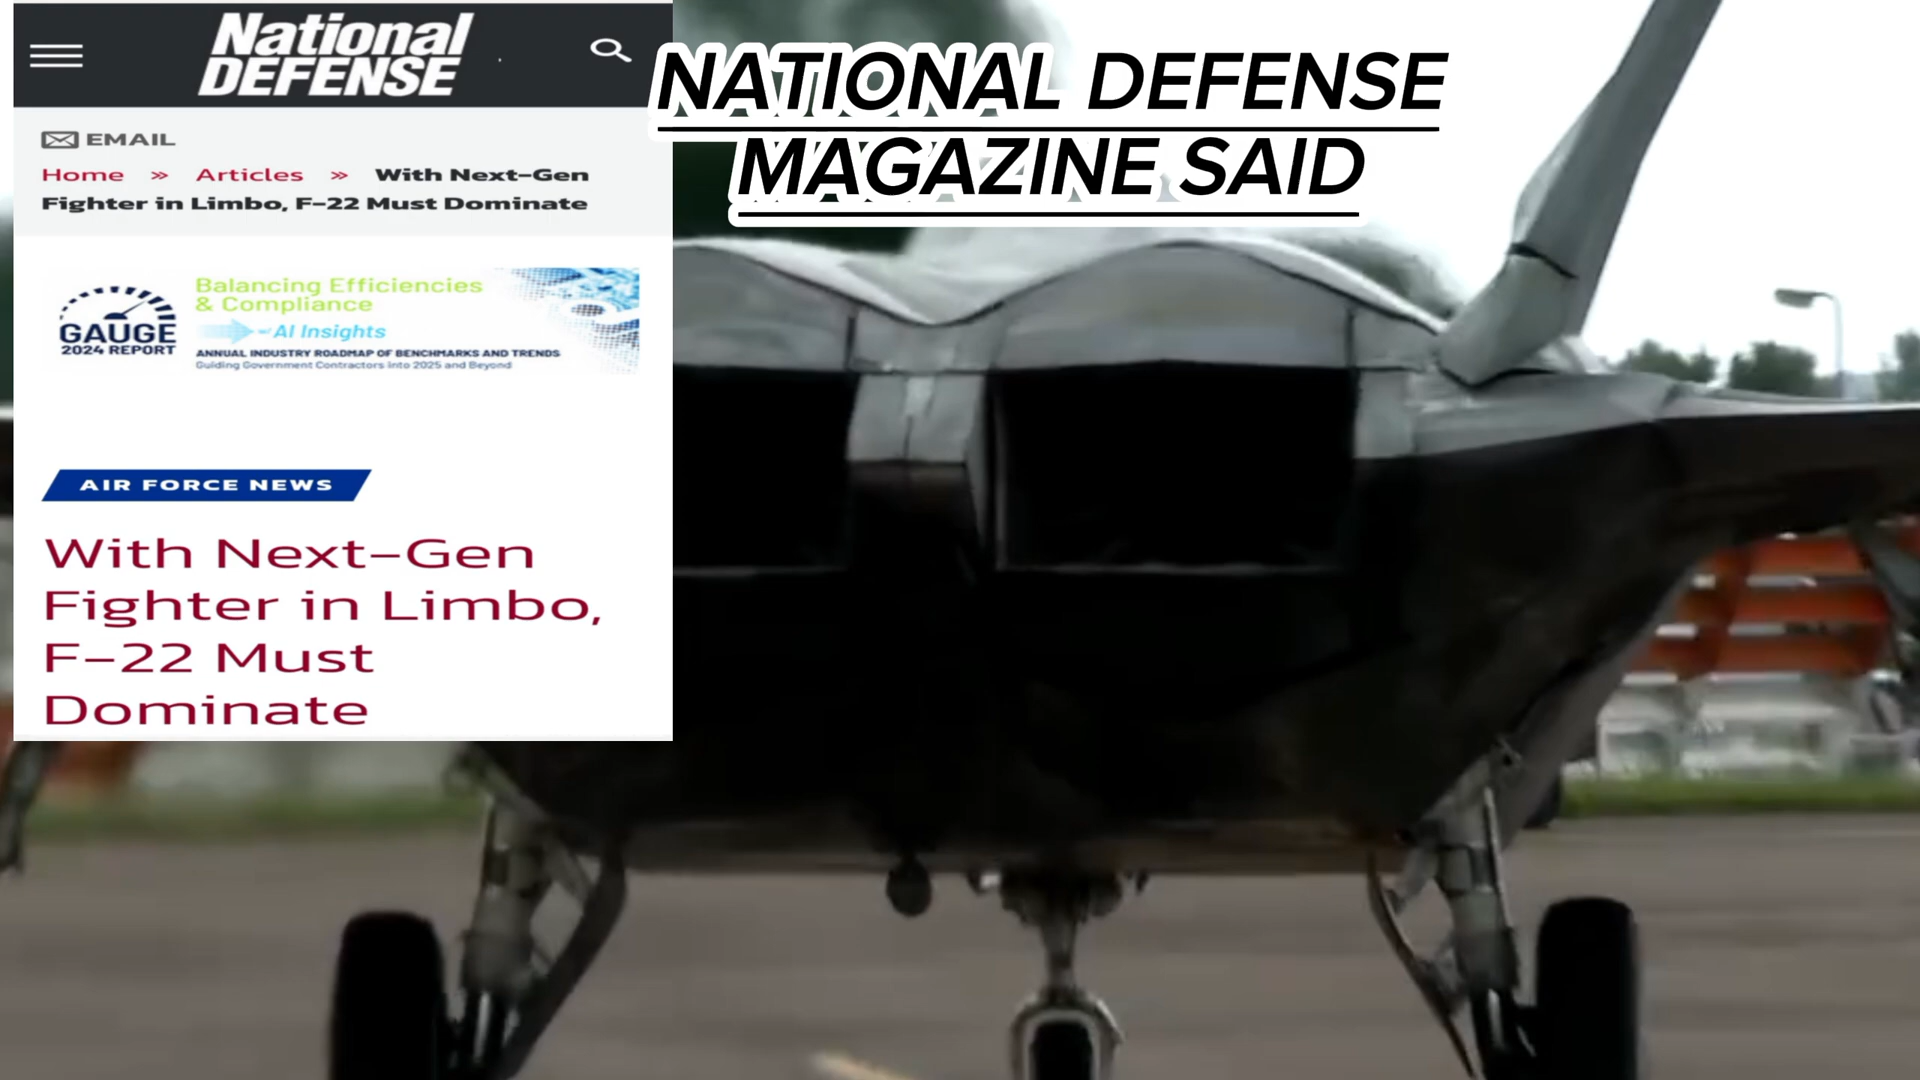 National
DEFENSE
NATIONAL DEFENSE
MAGAZINE SAID
EMAIL
Home » Articles » With Next-Gen
Fighter in Limbo, F-22 Must Dominate
GAUGE
2024 REPORT
Balancing Efficiencies
& Compliance
AI Insights
ANNUAL INDUSTRY ROADMAP OF BENCHMARKS AND TRENDS
Guiding Government Contractors into 2025 and Beyond
AIR FORCE NEWS
With Next-Gen
Fighter in Limbo,
F-22 Must
Dominate